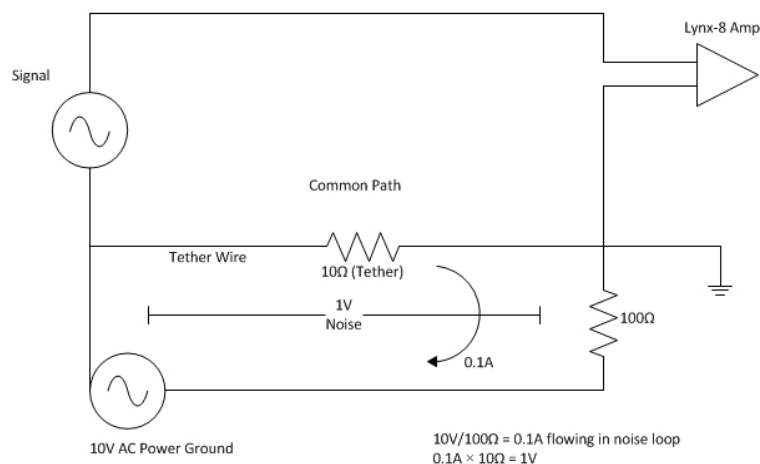 Lynx-8 Amp
Signal
Common Path
Tether Wire
10Ω (Tether)
1V
Noise
100Ω
0.1A
10V AC Power Ground
10V/100Ω = 0.1A flowing in noise loop
0.1A × 10Ω = 1V